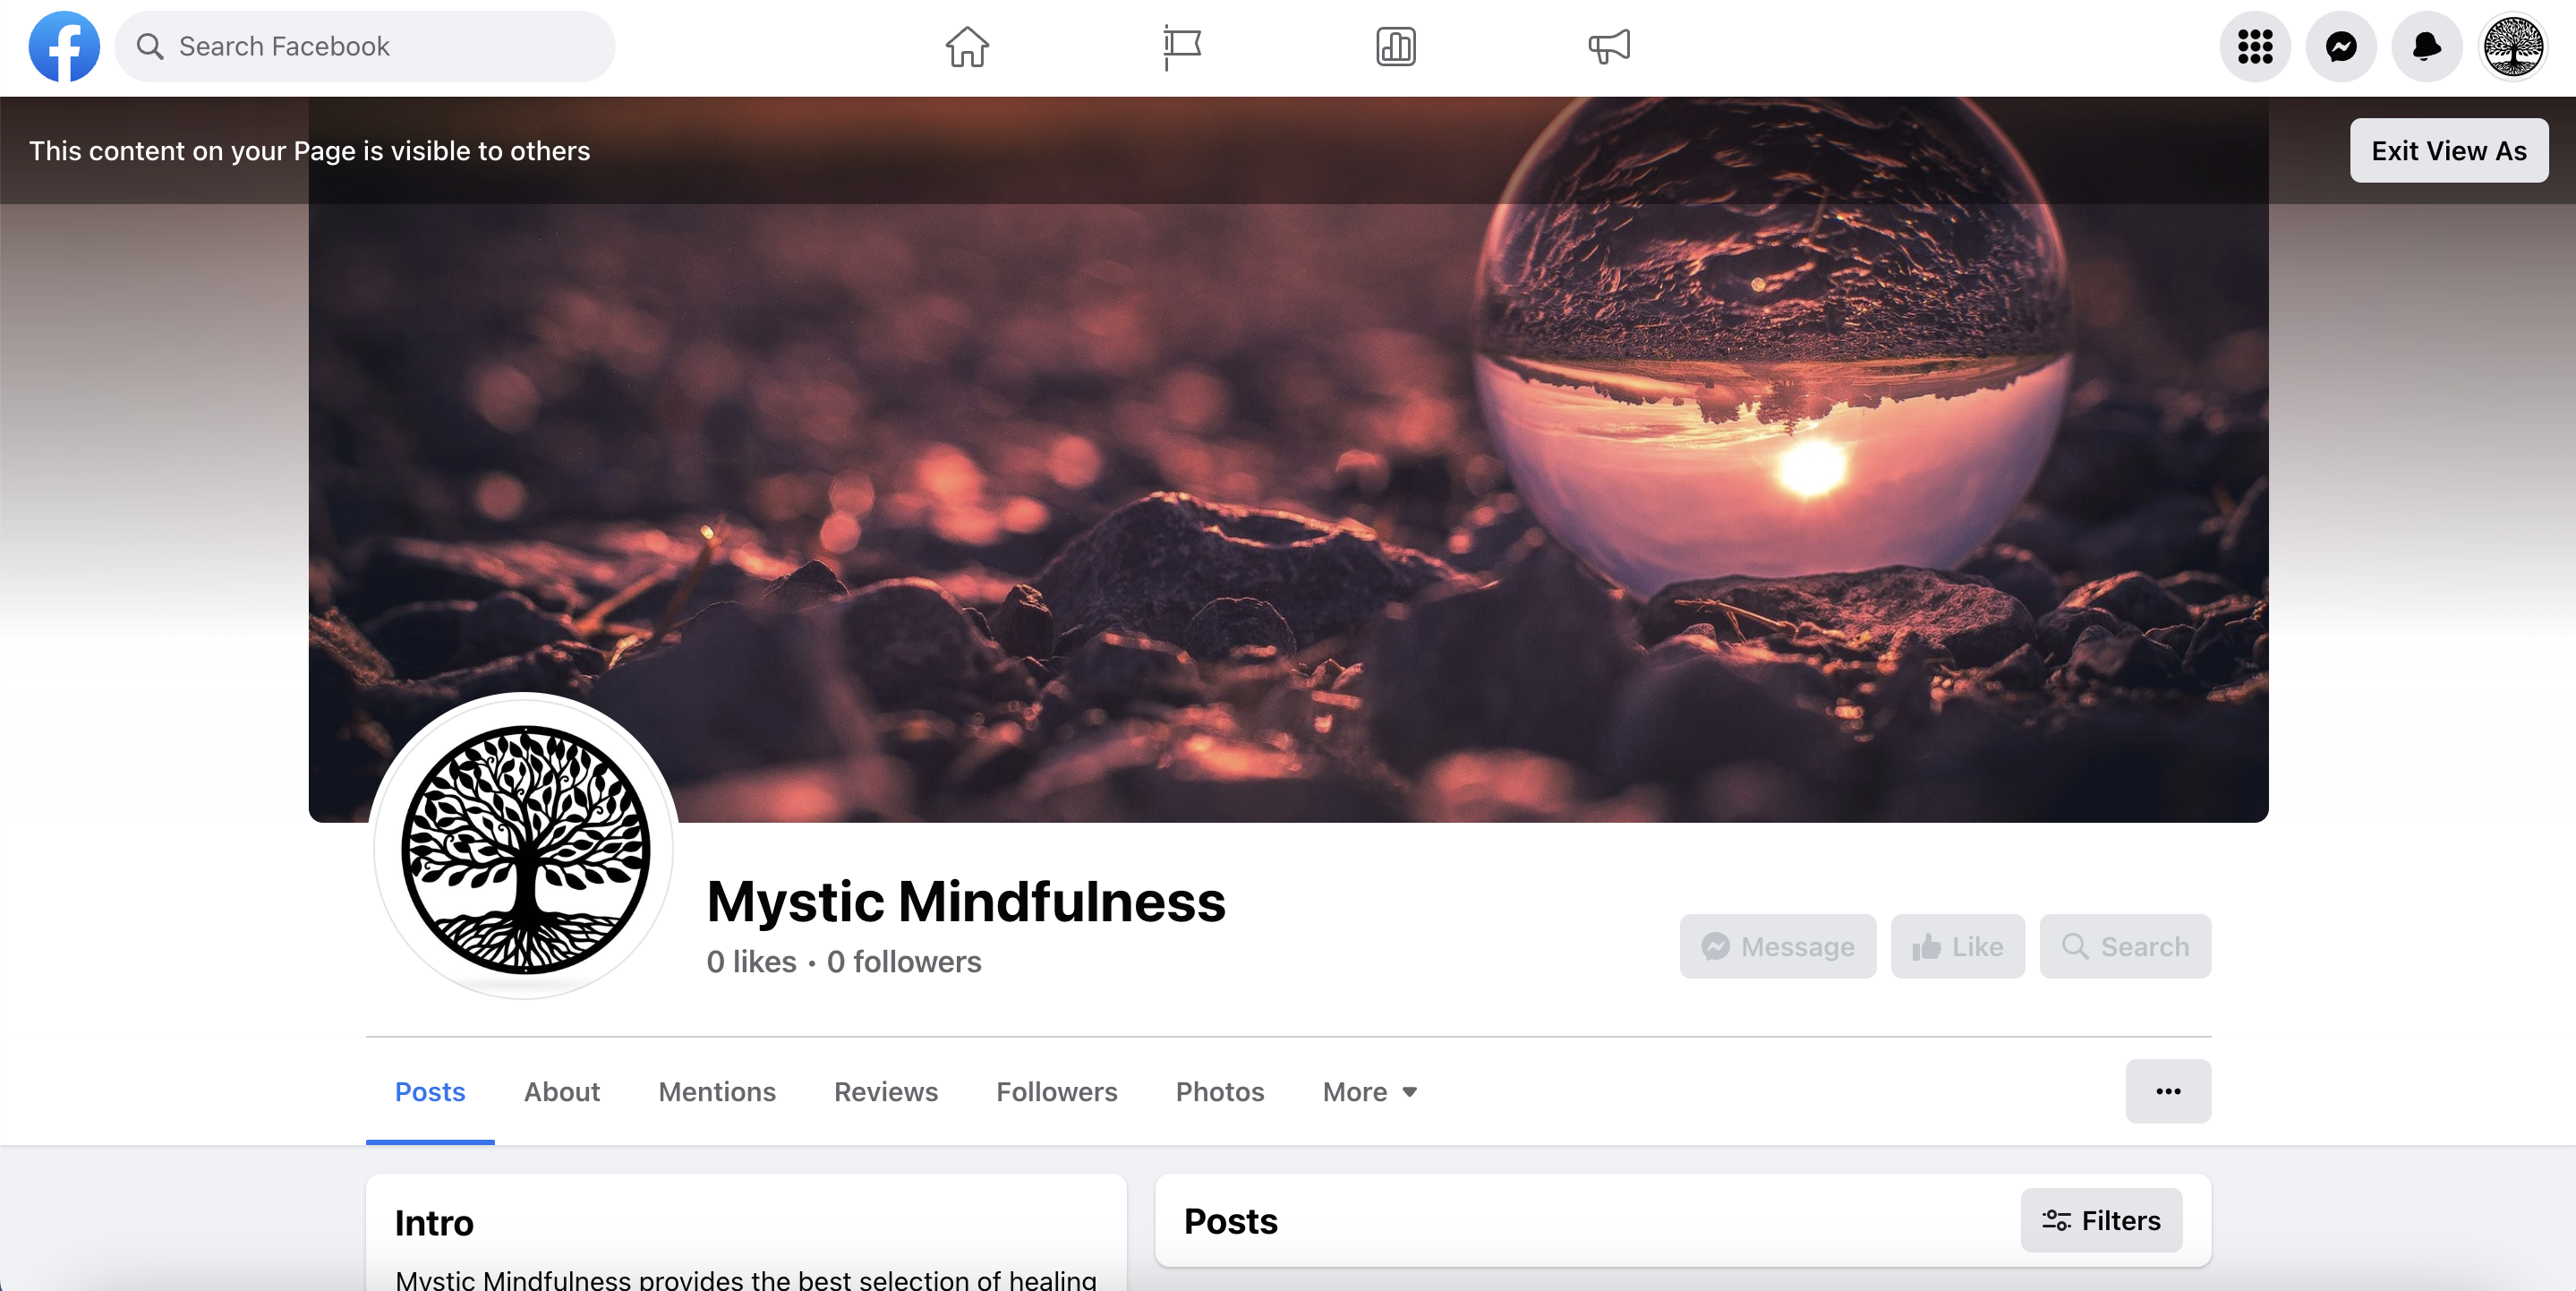 Search Facebook
This content on your Page is visible to others
Exit View As
Mystic Mindfulness
0 likes • 0 followers
Message
Like
Search
Posts
About
Mentions
Reviews
Followers
Photos
More
Intro
Mystic Mindfulness provides the best selection of healing
Posts
Filters